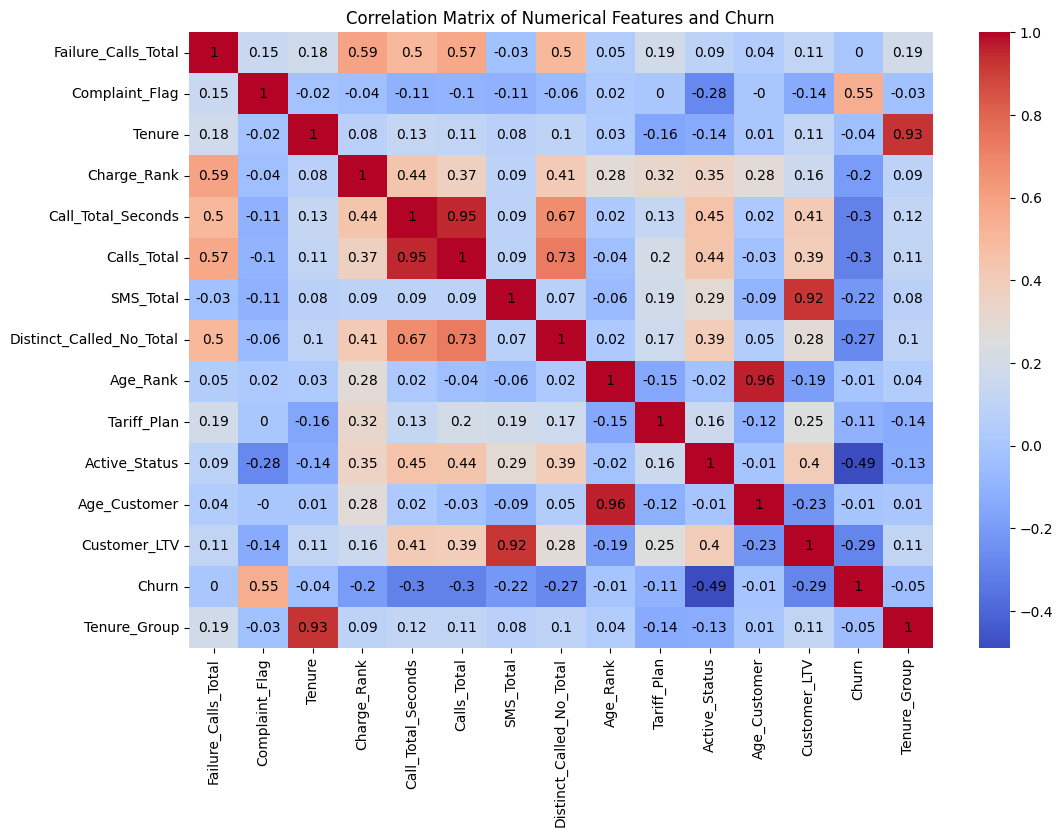 Correlation Matrix of Numerical Features and Churn
Failure_Calls_Total 1 0.15 0.18 0.59 0.5 0.57 -0.03 0.5 0.05 0.19 0.09 0.04 0.11 0 0.19
Complaint_Flag 0.15 1 -0.02 -0.04 -0.11 -0.1 -0.11 -0.06 0.02 0 -0.28 -0 -0.14 0.55 -0.03
Tenure 0.18 -0.02 1 0.08 0.13 0.11 0.08 0.1 0.03 -0.16 -0.14 0.01 0.11 -0.04 0.93
Charge_Rank 0.59 -0.04 0.08 1 0.44 0.37 0.09 0.41 0.28 0.32 0.35 0.28 0.16 -0.2 0.09
Call_Total_Seconds 0.5 -0.11 0.13 0.44 1 0.95 0.09 0.67 0.02 0.13 0.45 0.02 0.41 -0.3 0.12
Calls_Total 0.57 -0.1 0.11 0.37 0.95 1 0.09 0.73 -0.04 0.2 0.44 -0.03 0.39 -0.3 0.11
SMS_Total -0.03 -0.11 0.08 0.09 0.09 0.09 1 0.07 -0.06 0.19 0.29 -0.09 0.92 -0.22 0.08
Distinct_Called_No_Total 0.5 -0.06 0.1 0.41 0.67 0.73 0.07 1 0.02 0.17 0.39 0.05 0.28 -0.27 0.1
Age_Rank 0.05 0.02 0.03 0.28 0.02 -0.04 -0.06 0.02 1 -0.15 -0.02 0.96 -0.19 -0.01 0.04
Tariff_Plan 0.19 0 -0.16 0.32 0.13 0.2 0.19 0.17 -0.15 1 0.16 -0.12 0.25 -0.11 -0.14
Active_Status 0.09 -0.28 -0.14 0.35 0.45 0.44 0.29 0.39 -0.02 0.16 1 -0.01 0.4 -0.49 -0.13
Age_Customer 0.04 -0 0.01 0.28 0.02 -0.03 -0.09 0.05 0.96 -0.12 -0.01 1 -0.23 -0.01 0.01
Customer_LTV 0.11 -0.14 0.11 0.16 0.41 0.39 0.92 0.28 -0.19 0.25 0.4 -0.23 1 -0.29 0.11
Churn 0 0.55 -0.04 -0.2 -0.3 -0.3 -0.22 -0.27 -0.01 -0.11 -0.49 -0.01 -0.29 1 -0.05
Tenure_Group 0.19 -0.03 0.93 0.09 0.12 0.11 0.08 0.1 0.04 -0.14 -0.13 0.01 0.11 -0.05 1
Failure_Calls_Total
Complaint_Flag
Tenure
Charge_Rank
Call_Total_Seconds
Calls_Total
SMS_Total
Distinct_Called_No_Total
Age_Rank
Tariff_Plan
Active_Status
Age_Customer
Customer_LTV
Churn
Tenure_Group
1.0
0.8
0.6
0.4
0.2
0.0
-0.2
-0.4